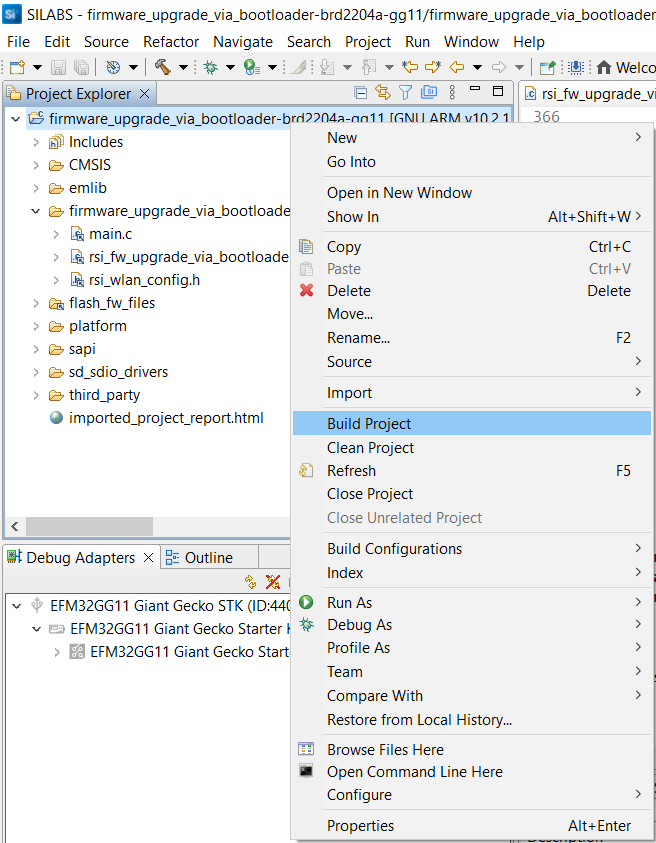 Si SILABS - firmware_upgrade_via_bootloader-brd2204a-gg11/firmware_upgrade_via_bootloader
File Edit Source Refactor Navigate Search Project Run Window Help
Welco
Project Explorer
rsi_fw_upgrade_vi
366
firmware_upgrade_via_bootloader-brd2204a-gg11 [GNU ARM v10.2.1
Includes
CMSIS
emlib
firmware_upgrade_via_bootloade
main.c
rsi_fw_upgrade_via_bootloade
rsi_wlan_config.h
flash_fw_files
platform
sapi
sd_sdio_drivers
third_party
imported_project_report.html
Debug Adapters
Outline
EFM32GG11 Giant Gecko STK (ID:440
EFM32GG11 Giant Gecko Starter K
EFM32GG11 Giant Gecko Start
New
Go Into
Open in New Window
Show In Alt+Shift+W
Copy Ctrl+C
Paste Ctrl+V
Delete Delete
Move...
Rename... F2
Source
Import
Build Project
Clean Project
Refresh F5
Close Project
Close Unrelated Project
Build Configurations
Index
Run As
Debug As
Profile As
Team
Compare With
Restore from Local History...
Browse Files Here
Open Command Line Here
Configure
Properties Alt+Enter